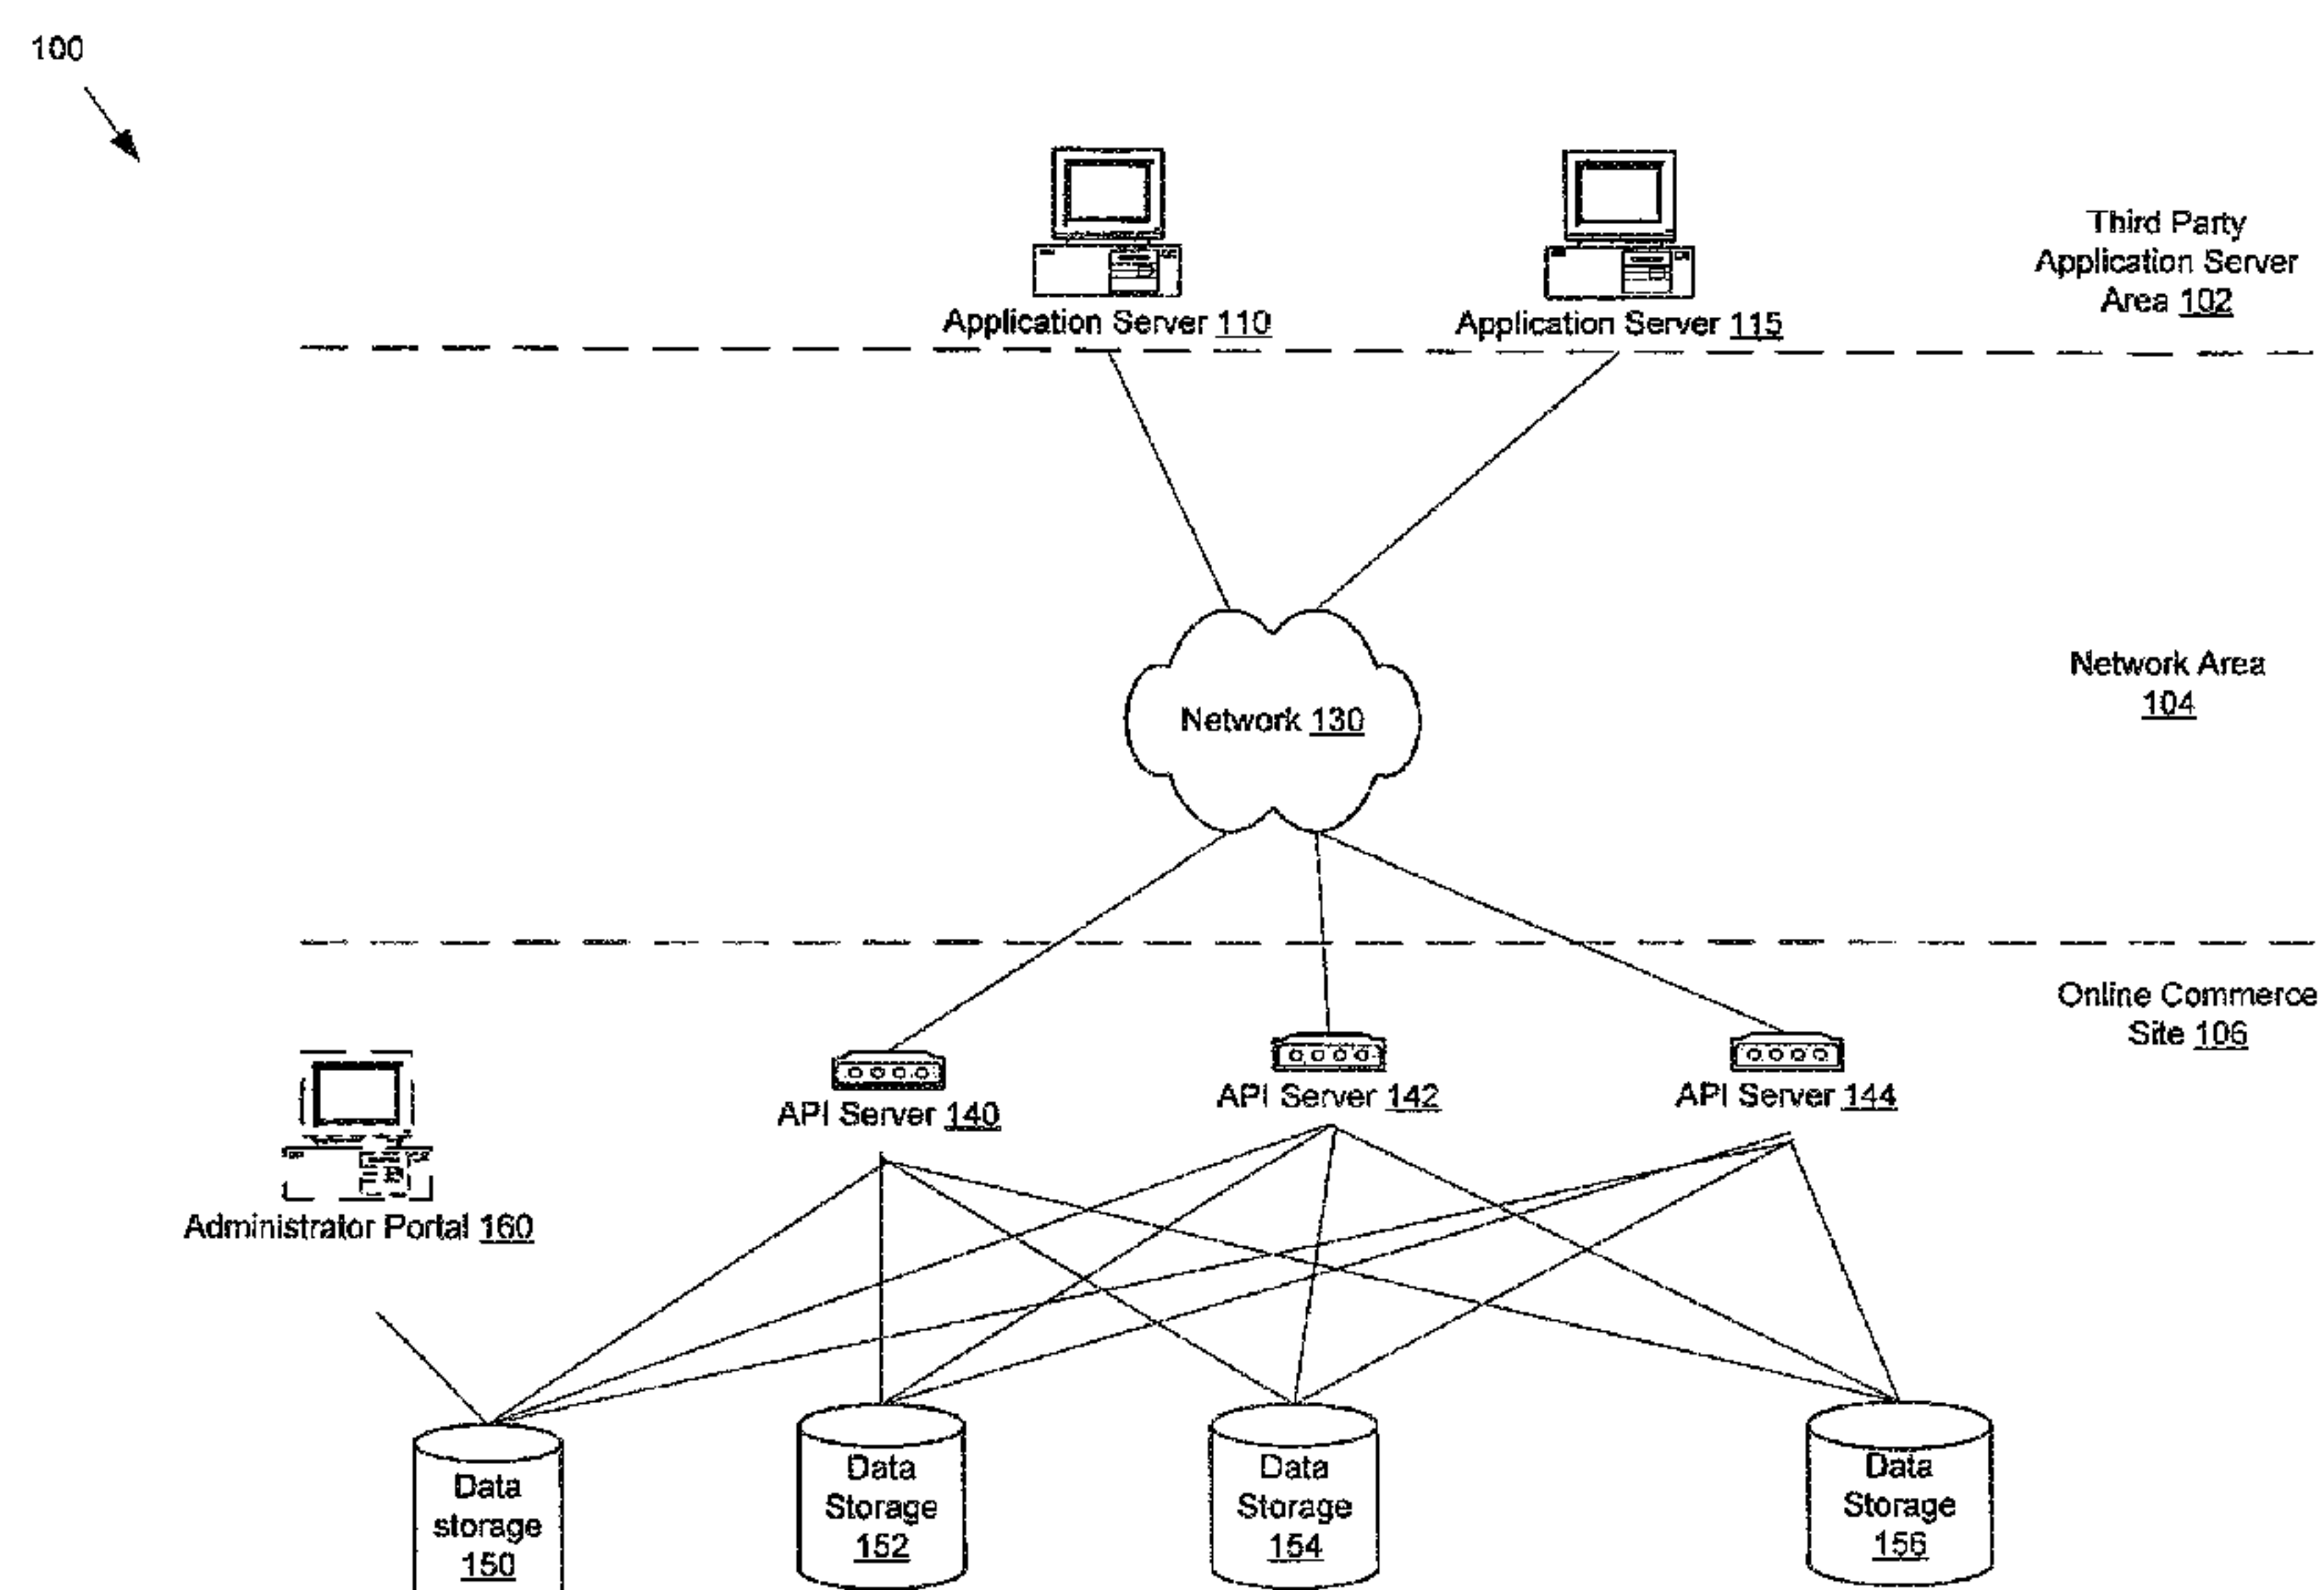 100
Application Server 110
Application Server 115
Third Party
Application Server
Area 102
Network 130
Network Area
104
Online Commerce
Site 106
API Server 140
API Server 142
API Server 144
Administrator Portal 160
Data
storage
150
Data
Storage
152
Data
Storage
154
Data
Storage
156